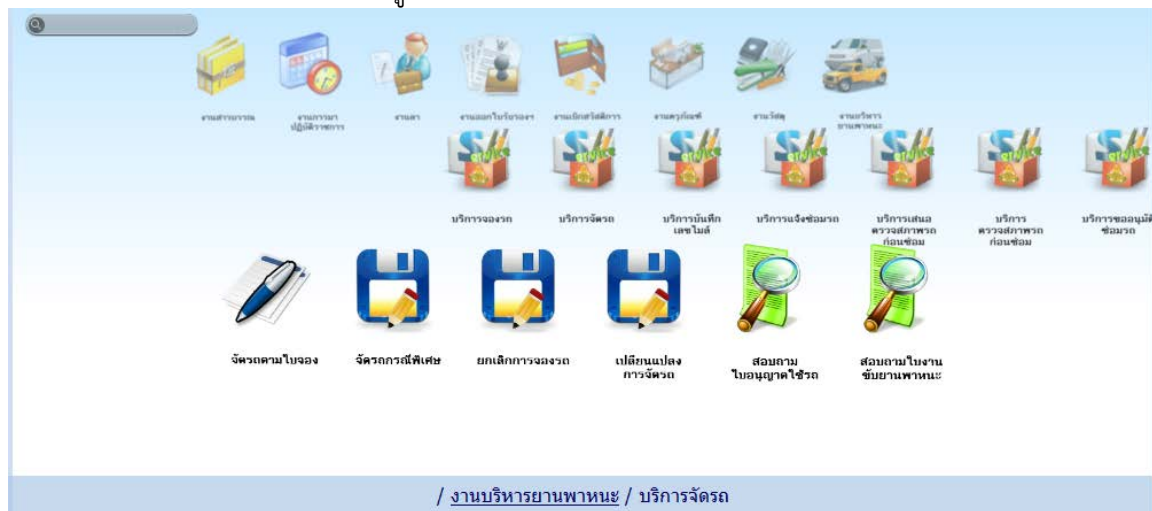 งานสารบรรณ
งานการมา
ปฏิบัติราชการ
งานลา
งานออกใบรับรองฯ
งานเบิกสวัสดิการ
งานครุภัณฑ์
งานวัสดุ
งานบริหาร
ยานพาหนะ
บริการจองรถ
บริการจัดรถ
บริการบันทึก
เลขไมล์
บริการแจ้งซ่อมรถ
บริการเสนอ
ตรวจสภาพรถ
ก่อนซ่อม
บริการ
ตรวจสภาพรถ
ก่อนซ่อม
บริการขออนุมัติ
ซ่อมรถ
จัดรถตามใบจอง
จัดรถกรณีพิเศษ
ยกเลิกการจองรถ
เปลี่ยนแปลง
การจัดรถ
สอบถาม
ใบอนุญาตใช้รถ
สอบถามใบงาน
ขับยานพาหนะ
/ งานบริหารยานพาหนะ / บริการจัดรถ